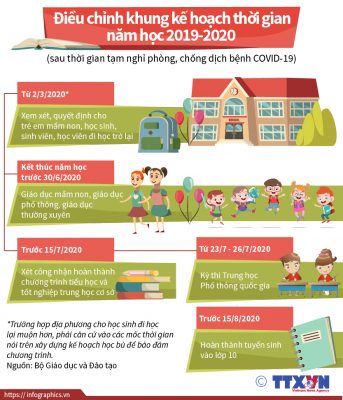 Điều chỉnh khung kế hoạch thời gian
năm học 2019-2020
(sau thời gian tạm nghỉ phòng, chống dịch bệnh COVID-19)
Từ 2/3/2020*
Xem xét, quyết định cho
trẻ em mầm non, học sinh,
sinh viên, học viên đi học trở lại
Kết thúc năm học
trước 30/6/2020
Giáo dục mầm non, giáo dục
phổ thông, giáo dục
thường xuyên
Trước 15/7/2020
Xét công nhận hoàn thành
chương trình tiểu học và
tốt nghiệp trung học cơ sở
Từ 23/7 - 26/7/2020
Kỳ thi Trung học
Phổ thông quốc gia
Trước 15/8/2020
Hoàn thành tuyển sinh
vào lớp 10
*Trường hợp địa phương cho học sinh đi học
lại muộn hơn, phải căn cứ vào các mốc thời gian
nói trên xây dựng kế hoạch học bù để bảo đảm
chương trình.
Nguồn: Bộ Giáo dục và Đào tạo
© TTXVN
Vietnam News Agency
https://infographics.vn